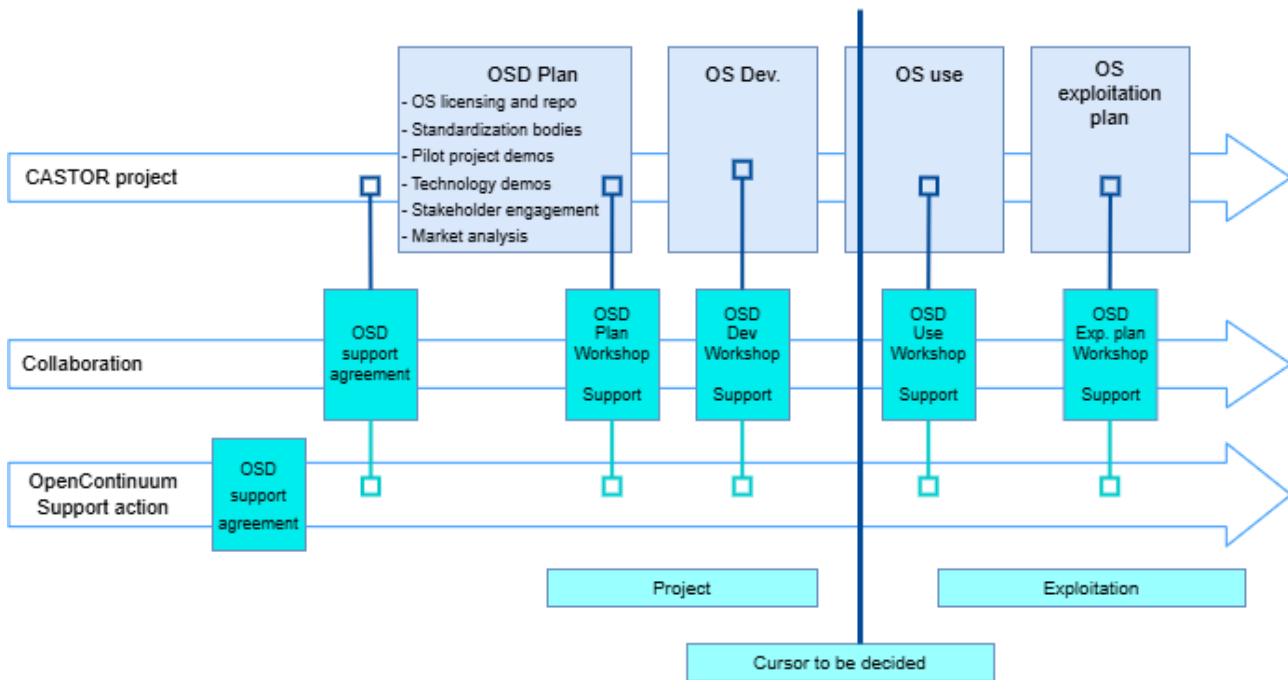 OSD Plan
- OS licensing and repo
- Standardization bodies
- Pilot project demos
- Technology demos
- Stakeholder engagement
- Market analysis
OS Dev.
OS use
OS
exploitation
plan
CASTOR project
OSD
support
agreement
OSD
Plan
Workshop
Support
OSD
Dev
Workshop
Support
OSD
Use
Workshop
Support
OSD
Exp. plan
Workshop
Support
Collaboration
OpenContinuum
Support action
OSD
support
agreement
Project
Exploitation
Cursor to be decided